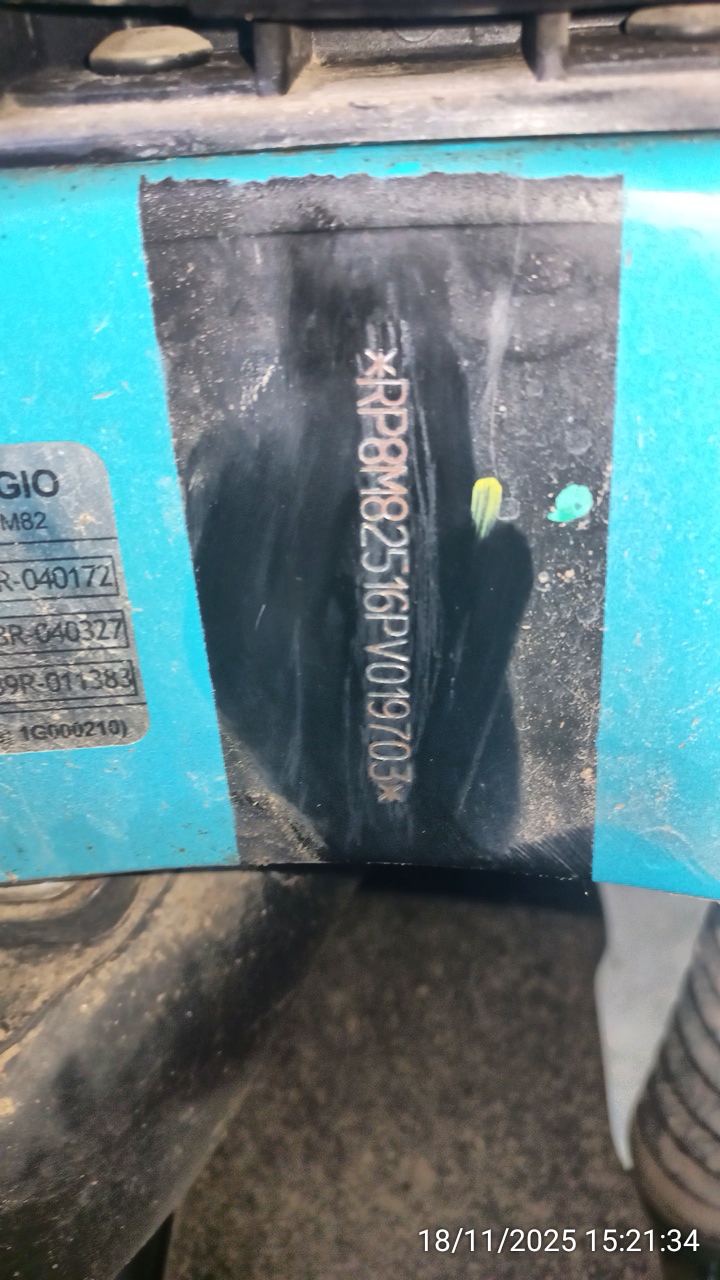 *RP8M82516PV019703*
GIO
M82
R-040172
3R-040327
39R-011383
1G000210)
18/11/2025 15:21:34